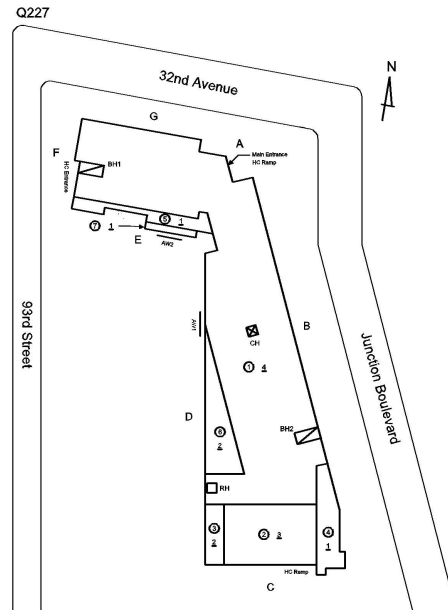 Q227
32nd Avenue
N
G
A
Main Entrance
HC Ramp
F
BH1
HC Entrance
5 1
7 1
E
AW2
93rd Street
AW1
B
Junction Boulevard
CH
1 4
D
6
2
BH2
RH
3
2
2 3
4
1
HC Ramp
C